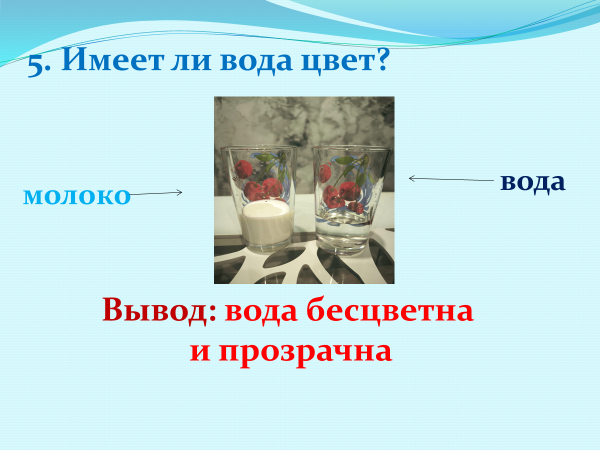 5. Имеет ли вода цвет?
молоко
вода
Вывод: вода бесцветна
и прозрачна